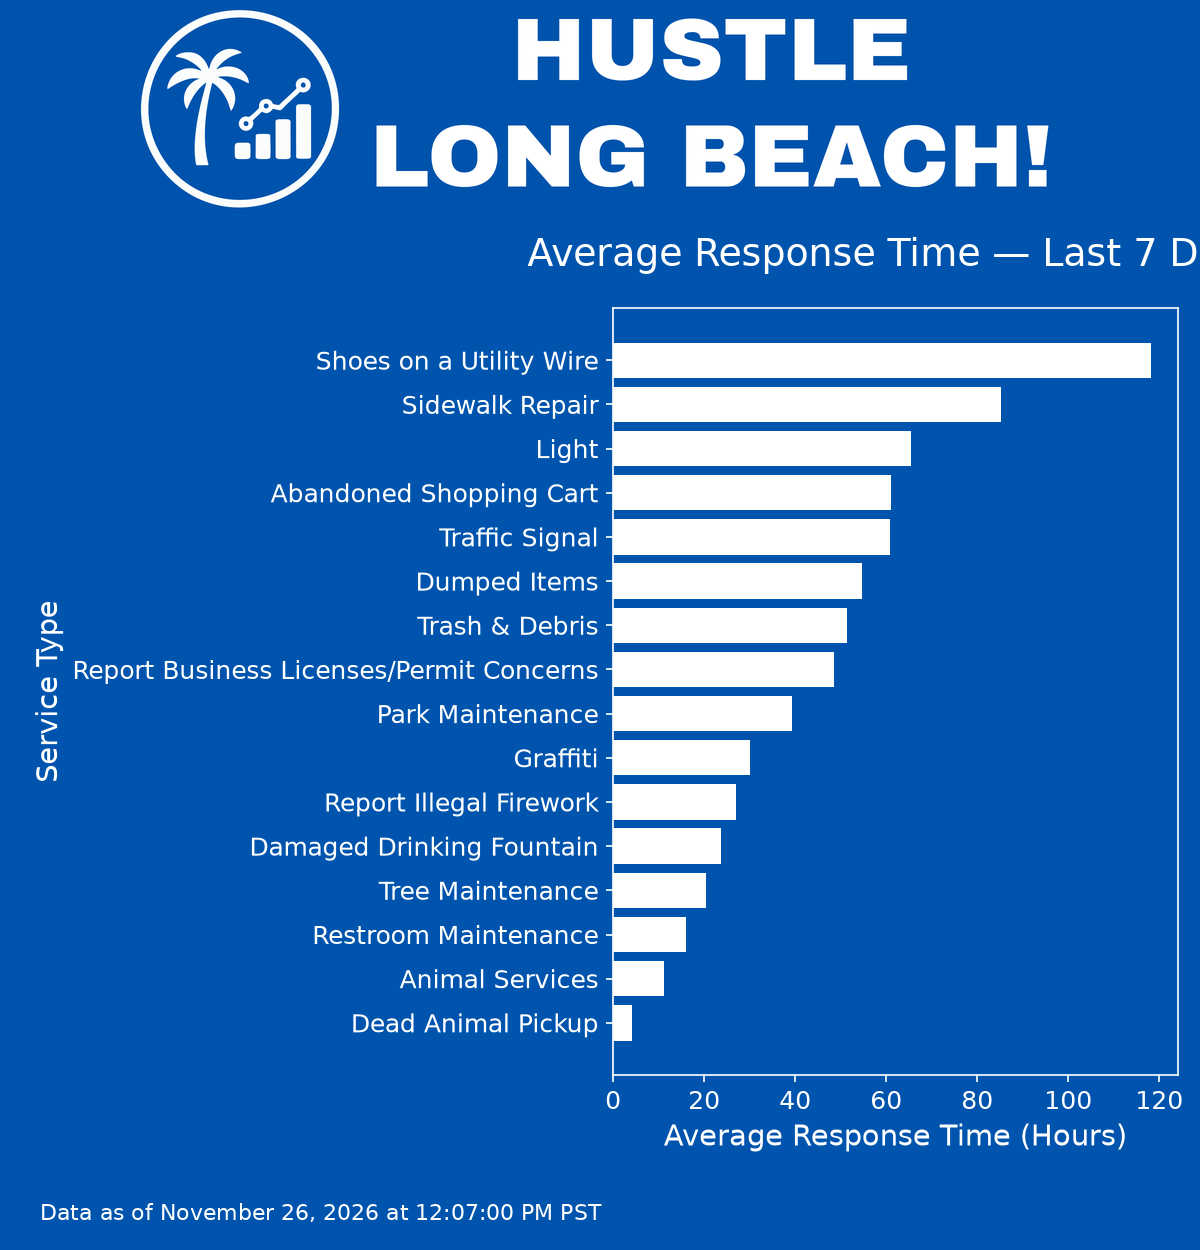 HUSTLE
LONG BEACH!
Average Response Time — Last 7 D
Shoes on a Utility Wire
Sidewalk Repair
Light
Abandoned Shopping Cart
Traffic Signal
Dumped Items
Trash & Debris
Report Business Licenses/Permit Concerns
Park Maintenance
Graffiti
Report Illegal Firework
Damaged Drinking Fountain
Tree Maintenance
Restroom Maintenance
Animal Services
Dead Animal Pickup
Service Type
0 20 40 60 80 100 120
Average Response Time (Hours)
Data as of November 26, 2026 at 12:07:00 PM PST